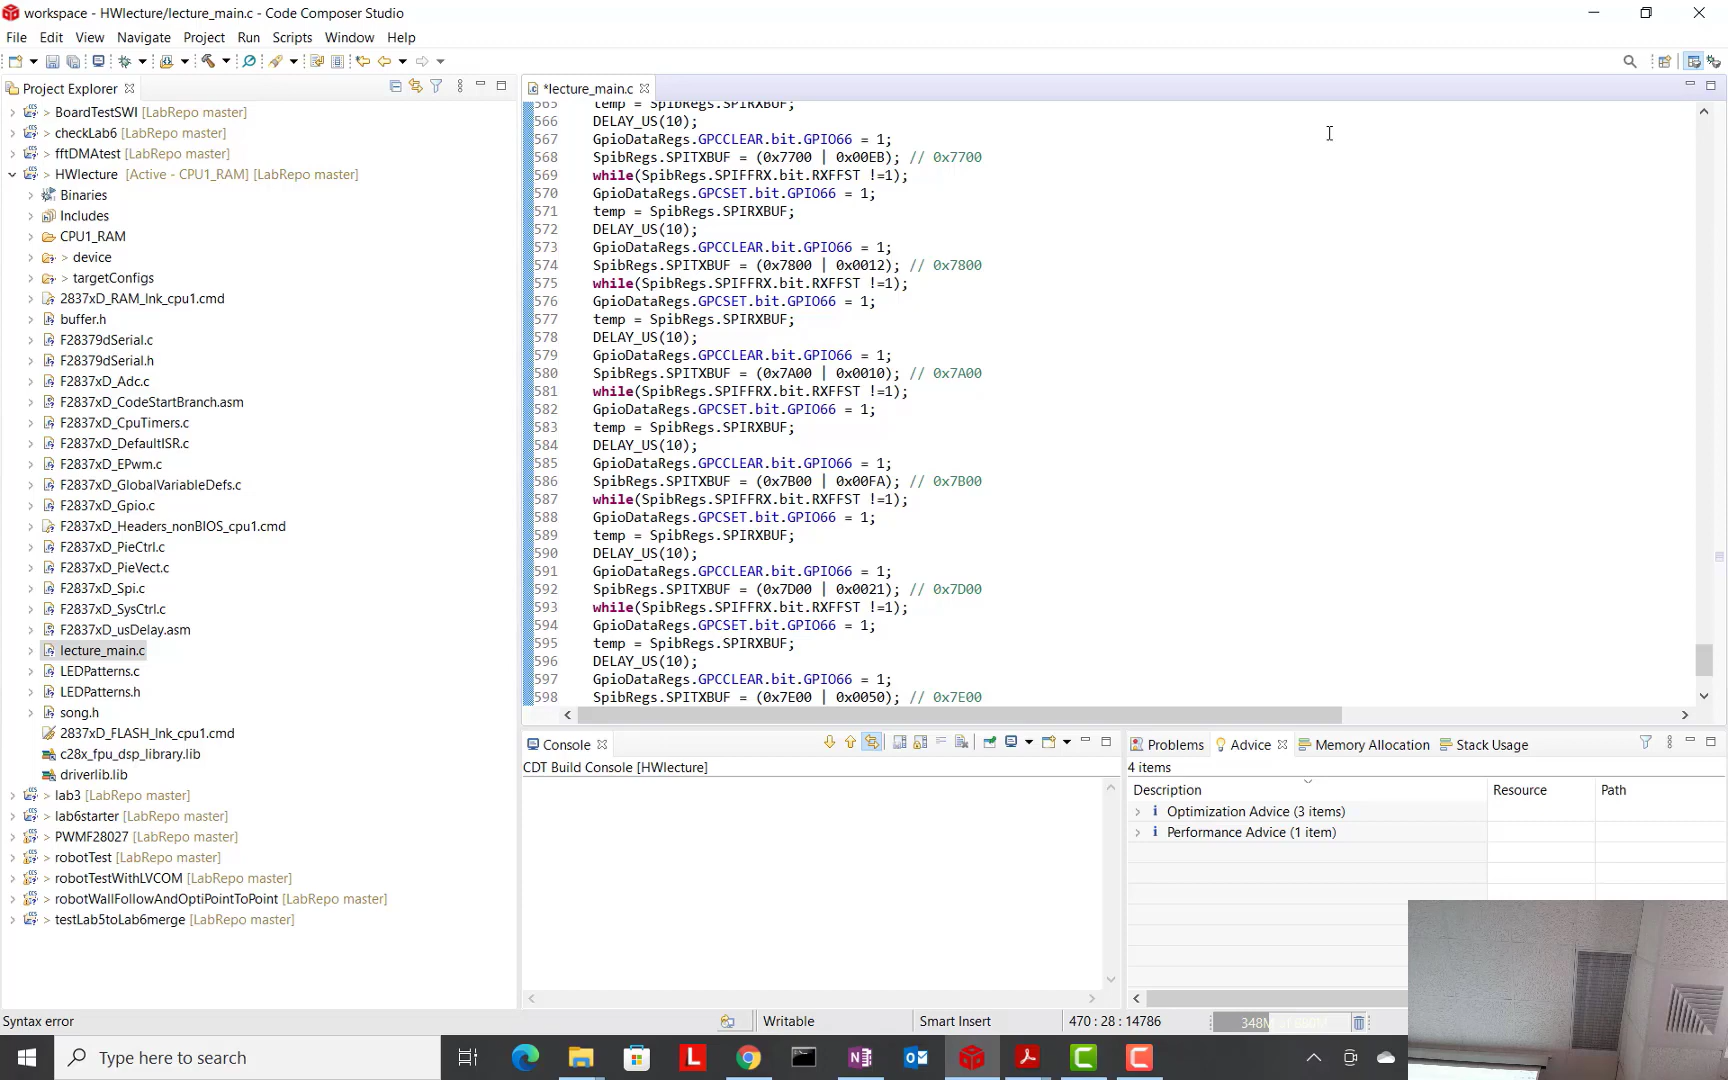 workspace - HWlecture/lecture_main.c - Code Composer Studio
File Edit View Navigate Project Run Scripts Window Help
Project Explorer
> BoardTestSWI [LabRepo master]
> checkLab6 [LabRepo master]
> fftDMAtest [LabRepo master]
> HWlecture [Active - CPU1_RAM] [LabRepo master]
Binaries
Includes
CPU1_RAM
> device
> targetConfigs
2837xD_RAM_lnk_cpu1.cmd
buffer.h
F28379dSerial.c
F28379dSerial.h
F2837xD_Adc.c
F2837xD_CodeStartBranch.asm
F2837xD_CpuTimers.c
F2837xD_DefaultISR.c
F2837xD_EPwm.c
F2837xD_GlobalVariableDefs.c
F2837xD_Gpio.c
F2837xD_Headers_nonBIOS_cpu1.cmd
F2837xD_PieCtrl.c
F2837xD_PieVect.c
F2837xD_Spi.c
F2837xD_SysCtrl.c
F2837xD_usDelay.asm
lecture_main.c
LEDPatterns.c
LEDPatterns.h
song.h
2837xD_FLASH_lnk_cpu1.cmd
c28x_fpu_dsp_library.lib
driverlib.lib
> lab3 [LabRepo master]
> lab6starter [LabRepo master]
> PWMF28027 [LabRepo master]
> robotTest [LabRepo master]
> robotTestWithLVCOM [LabRepo master]
> robotWallFollowAndOptiPointToPoint [LabRepo master]
> testLab5toLab6merge [LabRepo master]
*lecture_main.c
565 temp = SpibRegs.SPIRXBUF;
566 DELAY_US(10);
567 GpioDataRegs.GPCCLEAR.bit.GPIO66 = 1;
568 SpibRegs.SPITXBUF = (0x7700 | 0x00EB); // 0x7700
569 while(SpibRegs.SPIFFRX.bit.RXFFST !=1);
570 GpioDataRegs.GPCSET.bit.GPIO66 = 1;
571 temp = SpibRegs.SPIRXBUF;
572 DELAY_US(10);
573 GpioDataRegs.GPCCLEAR.bit.GPIO66 = 1;
574 SpibRegs.SPITXBUF = (0x7800 | 0x0012); // 0x7800
575 while(SpibRegs.SPIFFRX.bit.RXFFST !=1);
576 GpioDataRegs.GPCSET.bit.GPIO66 = 1;
577 temp = SpibRegs.SPIRXBUF;
578 DELAY_US(10);
579 GpioDataRegs.GPCCLEAR.bit.GPIO66 = 1;
580 SpibRegs.SPITXBUF = (0x7A00 | 0x0010); // 0x7A00
581 while(SpibRegs.SPIFFRX.bit.RXFFST !=1);
582 GpioDataRegs.GPCSET.bit.GPIO66 = 1;
583 temp = SpibRegs.SPIRXBUF;
584 DELAY_US(10);
585 GpioDataRegs.GPCCLEAR.bit.GPIO66 = 1;
586 SpibRegs.SPITXBUF = (0x7B00 | 0x00FA); // 0x7B00
587 while(SpibRegs.SPIFFRX.bit.RXFFST !=1);
588 GpioDataRegs.GPCSET.bit.GPIO66 = 1;
589 temp = SpibRegs.SPIRXBUF;
590 DELAY_US(10);
591 GpioDataRegs.GPCCLEAR.bit.GPIO66 = 1;
592 SpibRegs.SPITXBUF = (0x7D00 | 0x0021); // 0x7D00
593 while(SpibRegs.SPIFFRX.bit.RXFFST !=1);
594 GpioDataRegs.GPCSET.bit.GPIO66 = 1;
595 temp = SpibRegs.SPIRXBUF;
596 DELAY_US(10);
597 GpioDataRegs.GPCCLEAR.bit.GPIO66 = 1;
598 SpibRegs.SPITXBUF = (0x7E00 | 0x0050); // 0x7E00
Console
CDT Build Console [HWlecture]
Problems Advice Memory Allocation Stack Usage
4 items
Description Resource Path
Optimization Advice (3 items)
Performance Advice (1 item)
Syntax error Writable Smart Insert 470 : 28 : 14786
Type here to search